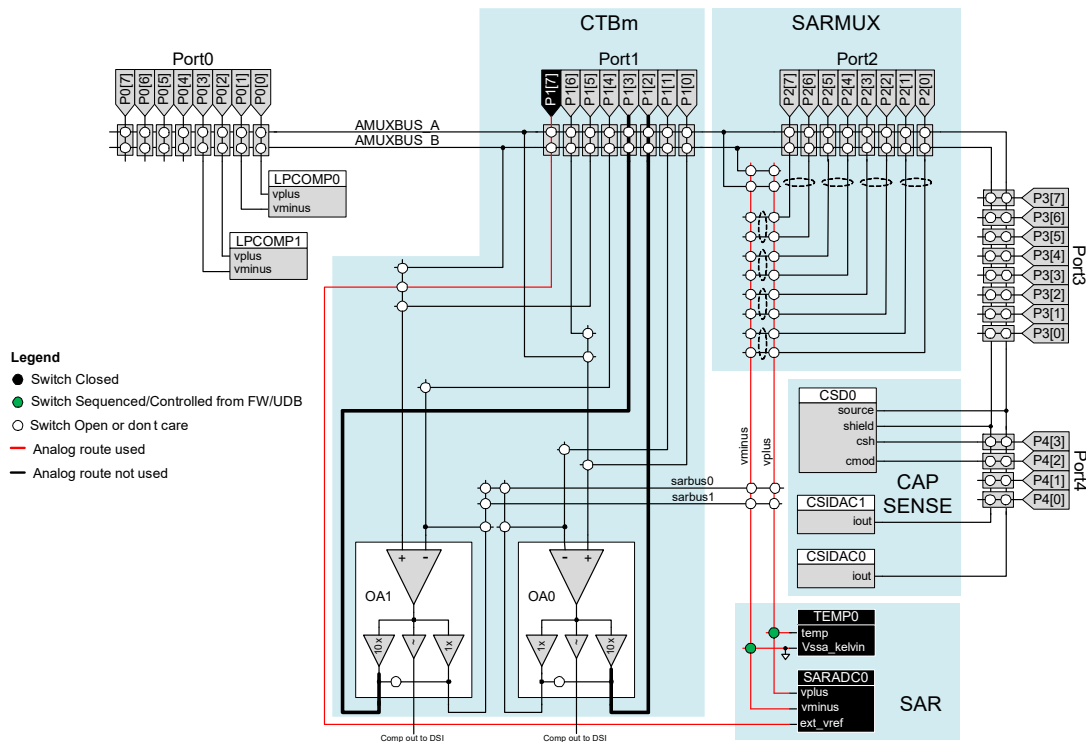 CTBm
SARMUX
Port0
Port1
Port2
P0[7]
P0[6]
P0[5]
P0[4]
P0[3]
P0[2]
P0[1]
P0[0]
P1[7]
P1[6]
P1[5]
P1[4]
P1[3]
P1[2]
P1[1]
P1[0]
P2[7]
P2[6]
P2[5]
P2[4]
P2[3]
P2[2]
P2[1]
P2[0]
AMUXBUS_A
AMUXBUS_B
LPCOMP0
vplus
vminus
LPCOMP1
vplus
vminus
P3[7]
P3[6]
P3[5]
P3[4]
P3[3]
P3[2]
P3[1]
P3[0]
Port3
Legend
Switch Closed
Switch Sequenced/Controlled from FW/UDB
Switch Open or don t care
Analog route used
Analog route not used
CSD0
source
shield
csh
cmod
P4[3]
P4[2]
P4[1]
P4[0]
Port4
CAP
SENSE
vminus
vplus
sarbus0
sarbus1
CSIDAC1
iout
CSIDAC0
iout
+
-
-
+
OA1
OA0
10x
~
1x
1x
~
10x
TEMP0
temp
Vssa_kelvin
SARADC0
vplus
vminus
ext_vref
SAR
Comp out to DSI
Comp out to DSI